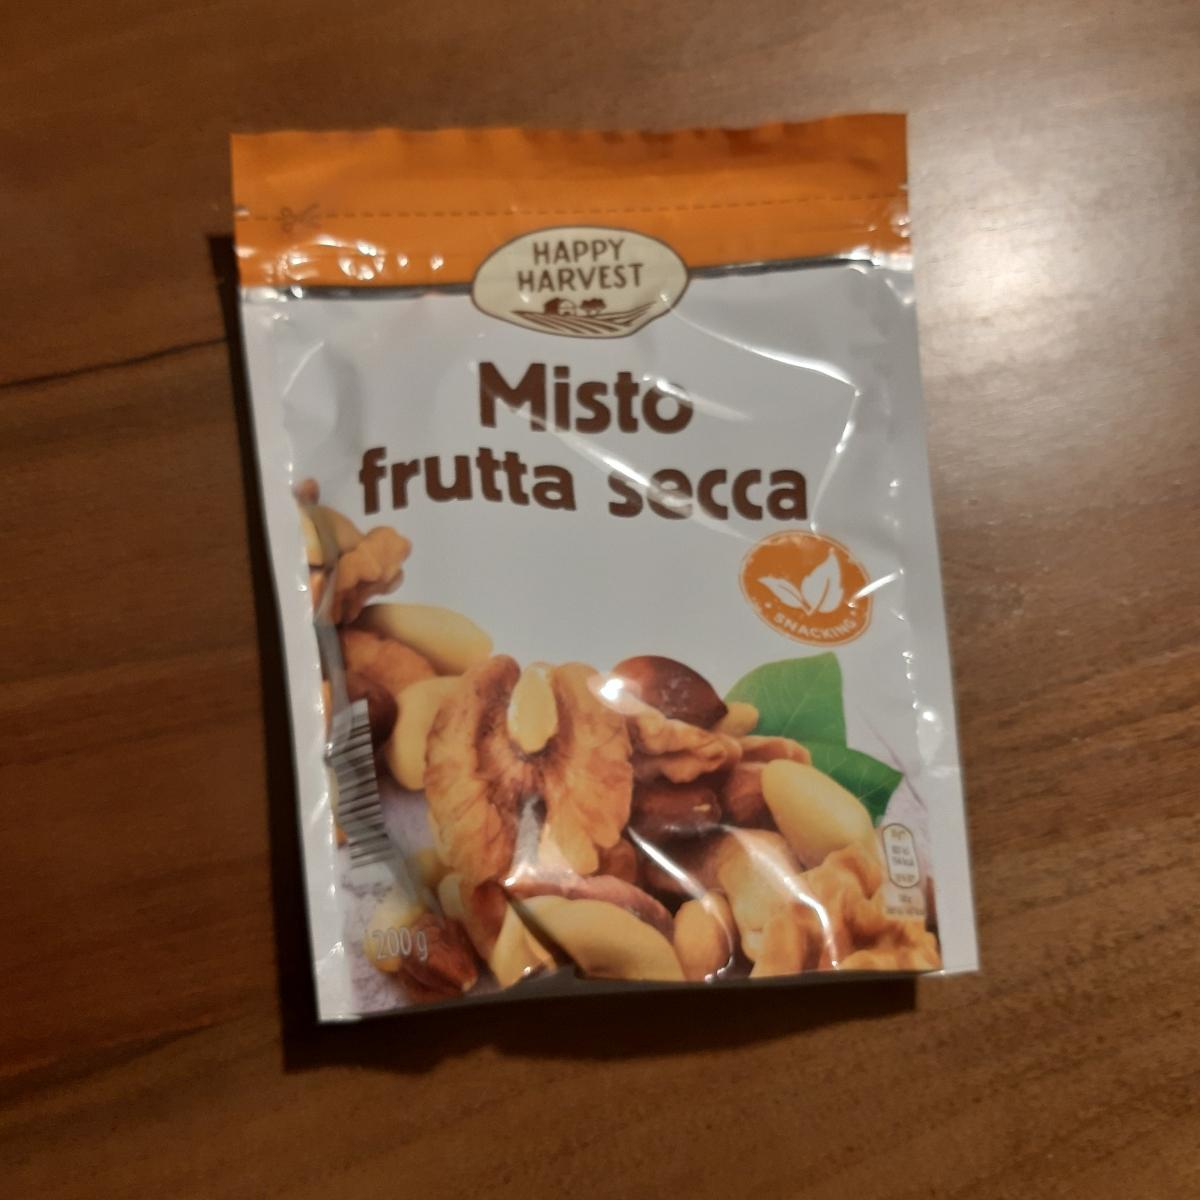 HAPPY
HARVEST
Misto
frutta secca
SNACKING
200 g